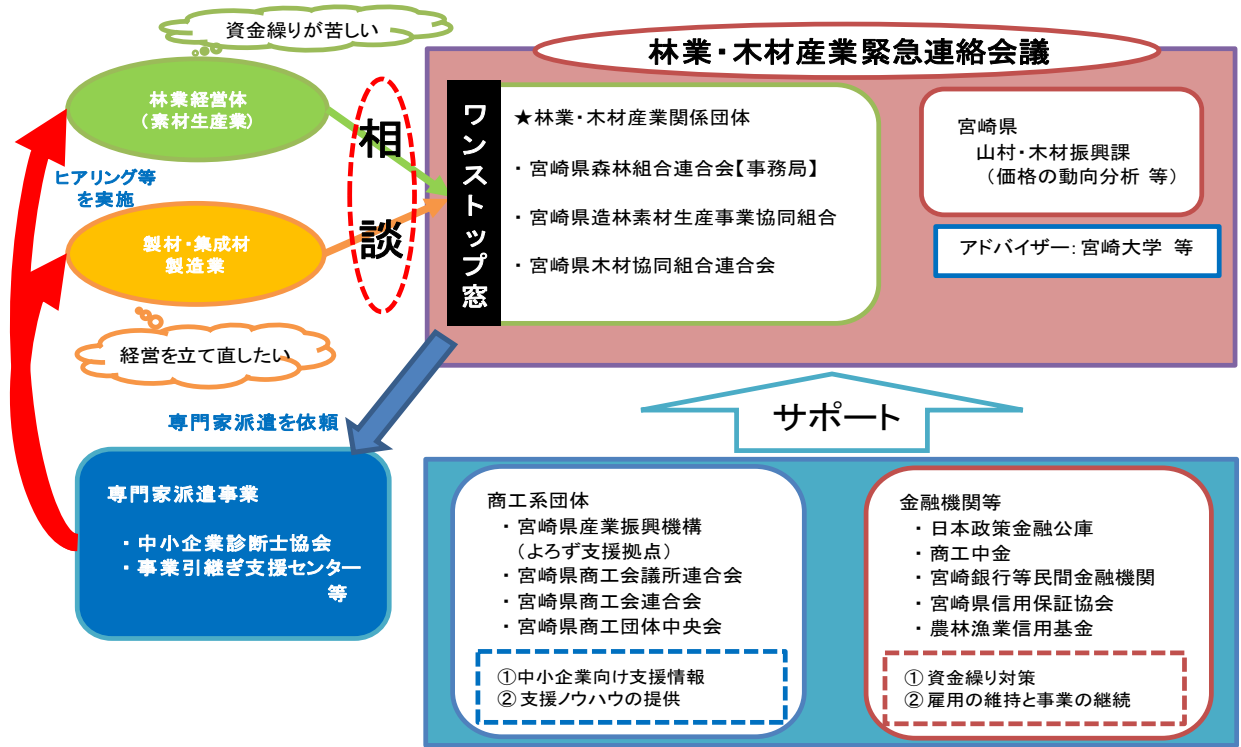 資金繰りが苦しい
林業・木材産業緊急連絡会議
林業経営体
（素材生産業）
相談
ワンストップ窓
★林業・木材産業関係団体
・宮崎県森林組合連合会【事務局】
・宮崎県造林素材生産事業協同組合
・宮崎県木材協同組合連合会
宮崎県
山村・木材振興課
（価格の動向分析 等）
アドバイザー：宮崎大学 等
ヒアリング等
を実施
製材・集成材
製造業
経営を立て直したい
専門家派遣を依頼
サポート
専門家派遣事業
・中小企業診断士協会
・事業引継ぎ支援センター
等
商工系団体
・宮崎県産業振興機構
（よろず支援拠点）
・宮崎県商工会議所連合会
・宮崎県商工会連合会
・宮崎県商工団体中央会
①中小企業向け支援情報
②支援ノウハウの提供
金融機関等
・日本政策金融公庫
・商工中金
・宮崎銀行等民間金融機関
・宮崎県信用保証協会
・農林漁業信用基金
① 資金繰り対策
② 雇用の維持と事業の継続